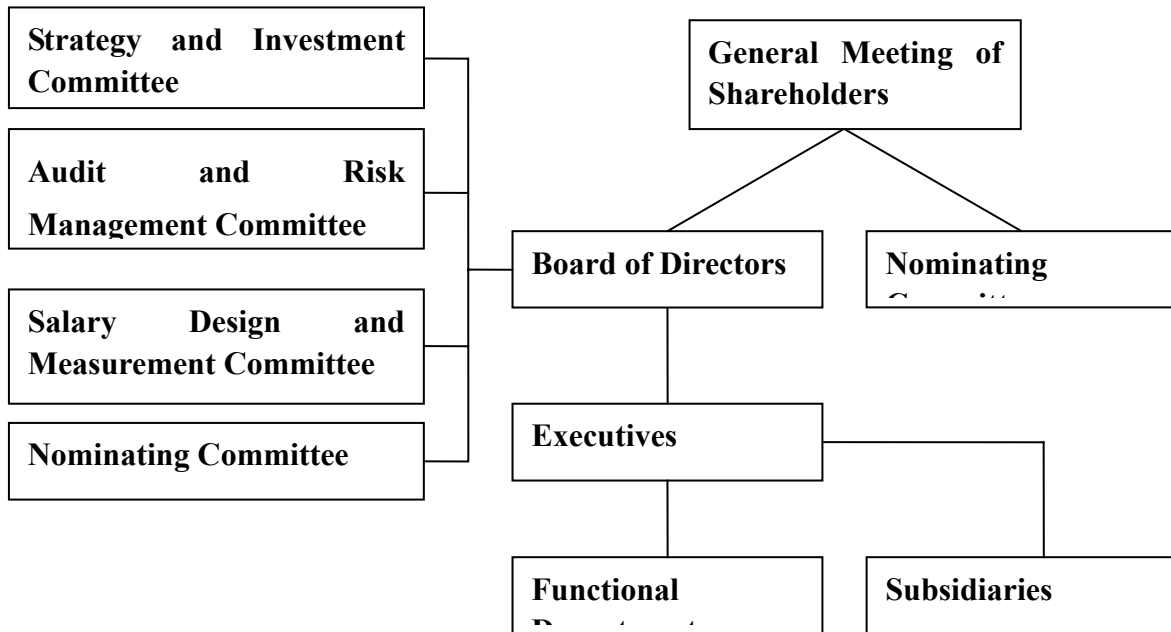 Strategy and Investment
Committee
General Meeting of
Shareholders
Audit and Risk
Management Committee
Board of Directors
Nominating
Salary Design and
Measurement Committee
Executives
Nominating Committee
Functional
Subsidiaries